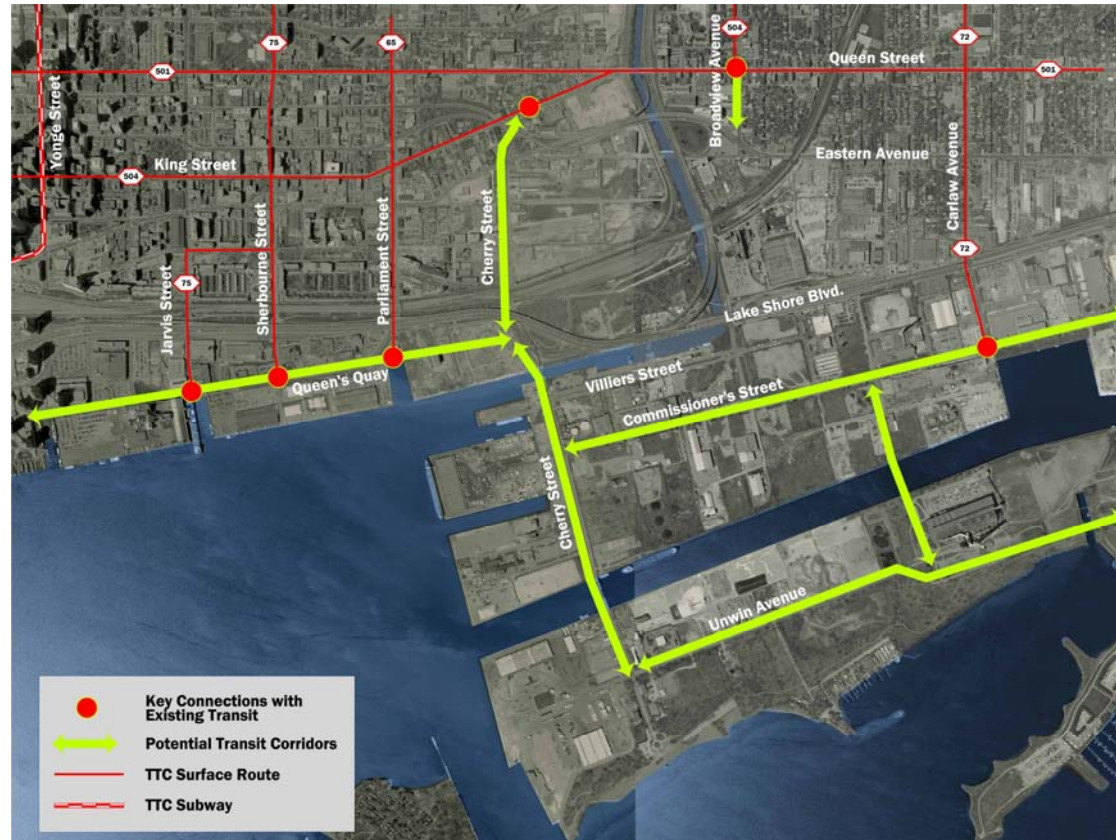 75
65
504
72
501
Queen Street
501
Yonge Street
Broadview Avenue
King Street
504
Eastern Avenue
Carlaw Avenue
Cherry Street
72
75
Jarvis Street
Sherbourne Street
Parliament Street
Lake Shore Blvd.
Queen's Quay
Villiers Street
Commissioner's Street
Cherry Street
Unwin Avenue
Key Connections with
Existing Transit
Potential Transit Corridors
TTC Surface Route
TTC Subway